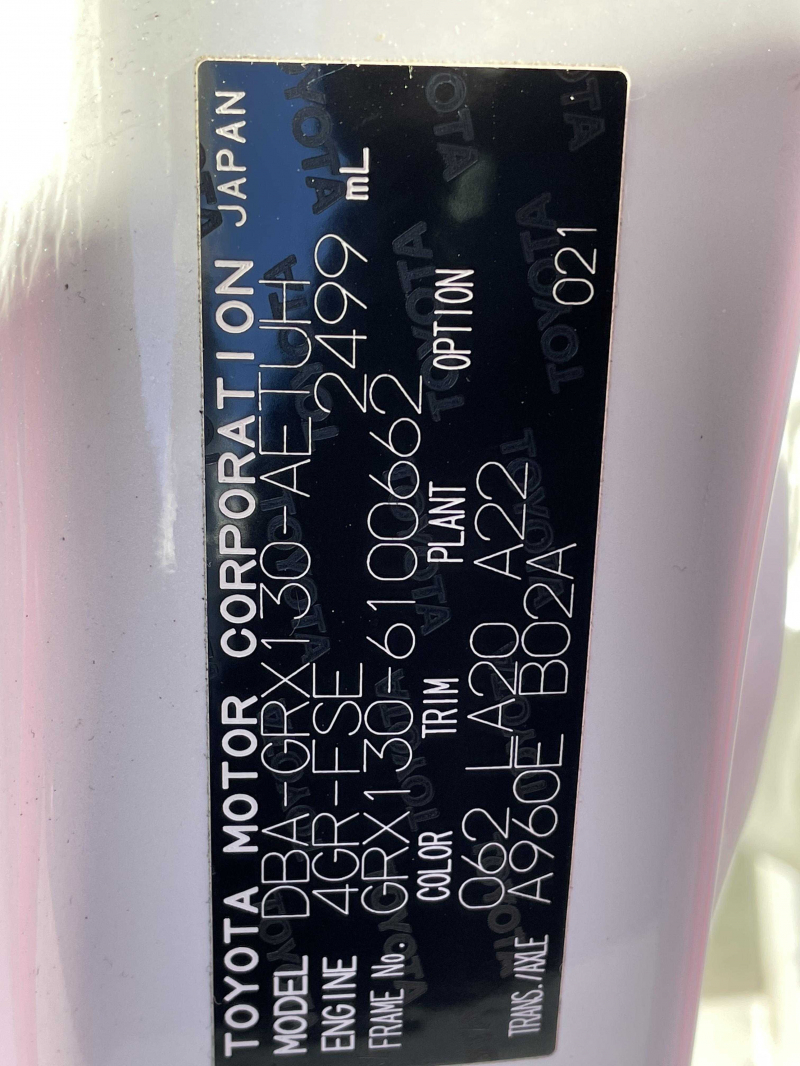 TOYOTA MOTOR CORPORATION JAPAN
MODEL DBA-GRX130-AETUH
ENGINE 4GR-FSE 2499 mL
FRAME No. GRX130-6100662
COLOR TRIM PLANT OPTION
062 LA20 A22
TRANS./AXLE A960E B02A 021